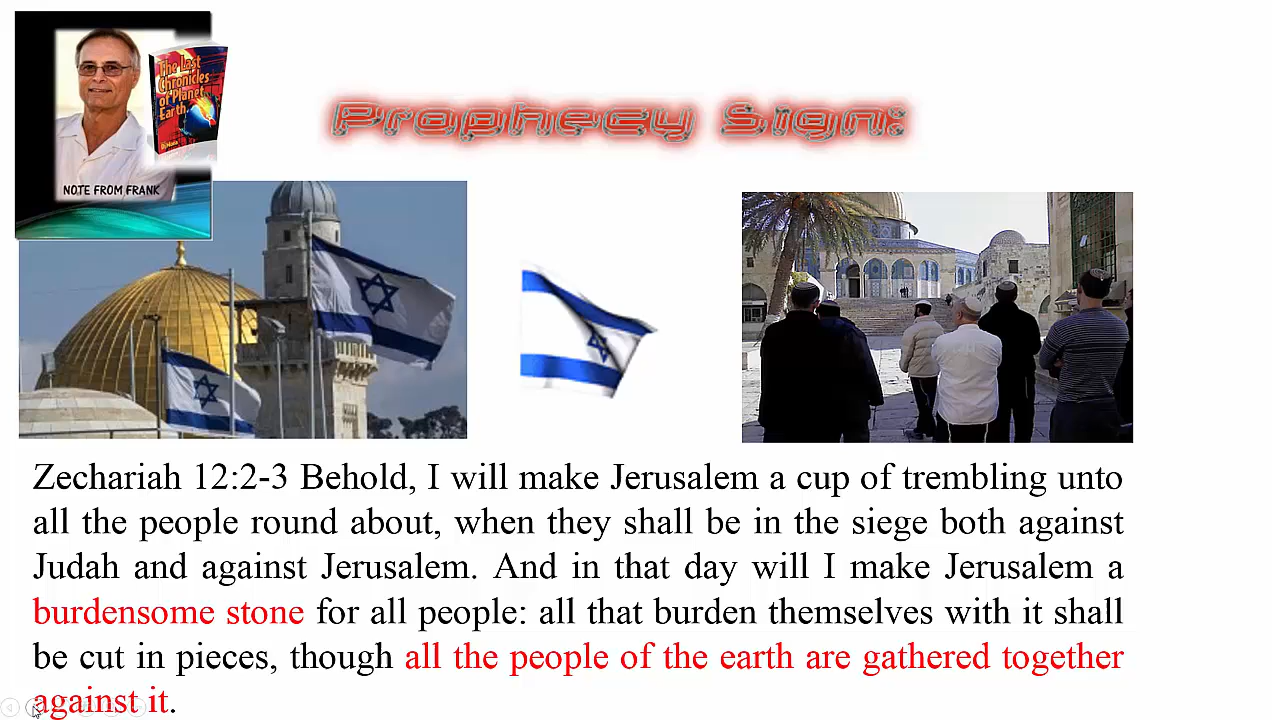 The Last
Chronicles
of Planet
Earth
NOTE FROM FRANK
Prophecy Sign:
Zechariah 12:2-3 Behold, I will make Jerusalem a cup of trembling unto
all the people round about, when they shall be in the siege both against
Judah and against Jerusalem. And in that day will I make Jerusalem a
burdensome stone for all people: all that burden themselves with it shall
be cut in pieces, though all the people of the earth are gathered together
against it.